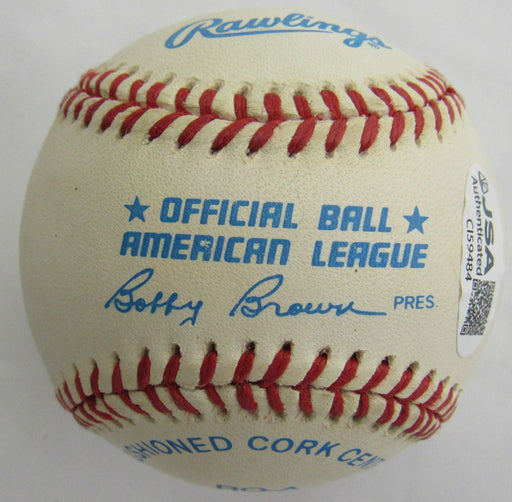 Rawlings
★ OFFICIAL BALL ★
AMERICAN LEAGUE
Bobby Brown PRES.
JSA
Authenticated
CI59484
CORK